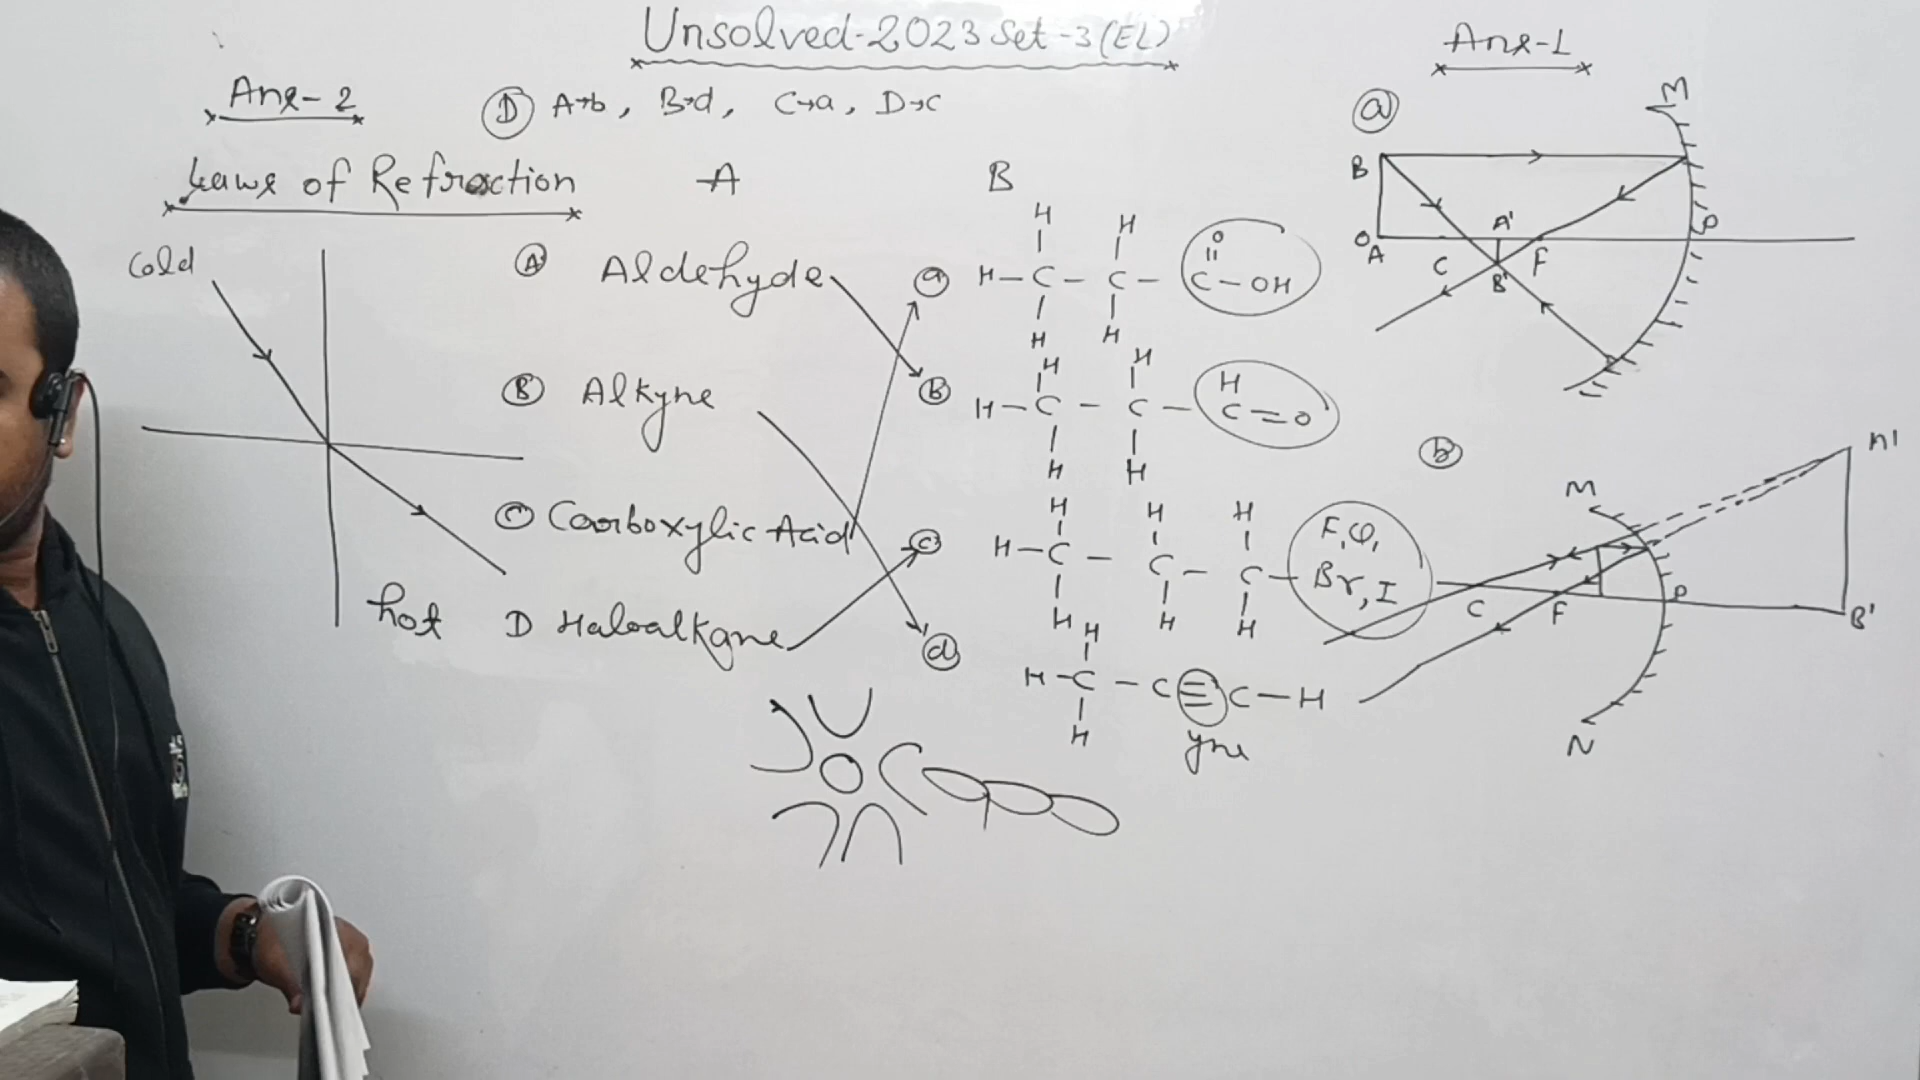 Unsolved-2023 Set-3 (EL)
Ans-2
D A→b, B→d, C→a, D→c
Laws of Refraction
Cold
hot
A
B
A Aldehyde
B Alkyne
C Carboxylic Acid
D Haloalkane
a
H H O
H-C-C-C-OH
H H
b
H H H
H-C-C-C=O
H H
c
H H H F, Cl,
H-C-C-C- Br, I
H H H
d
H
H-C-C≡C-H
H
yne
Ans-1
a
M
B
A'
P
O
A
C
B'
F
b
A'
M
C
F
P
B'
N